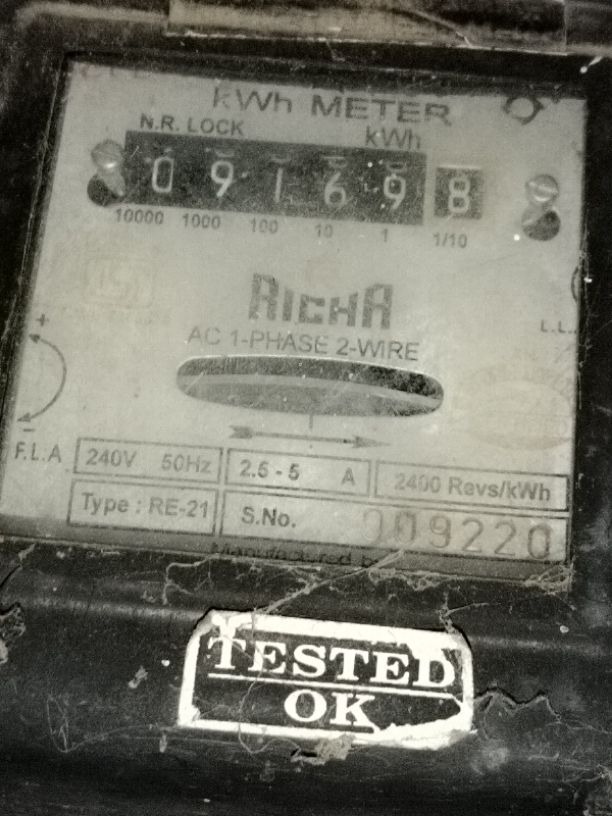 kWh METER
N.R. LOCK kWh
0 9 1 6 9 8
10000 1000 100 10 1 1/10
RICHA
AC 1-PHASE 2-WIRE
+
-
F.L.A
L.L.
240V 50Hz 2.5 - 5 A 2400 Revs/kWh
Type : RE-21 S.No. 009220
Manufactured b
TESTED
OK